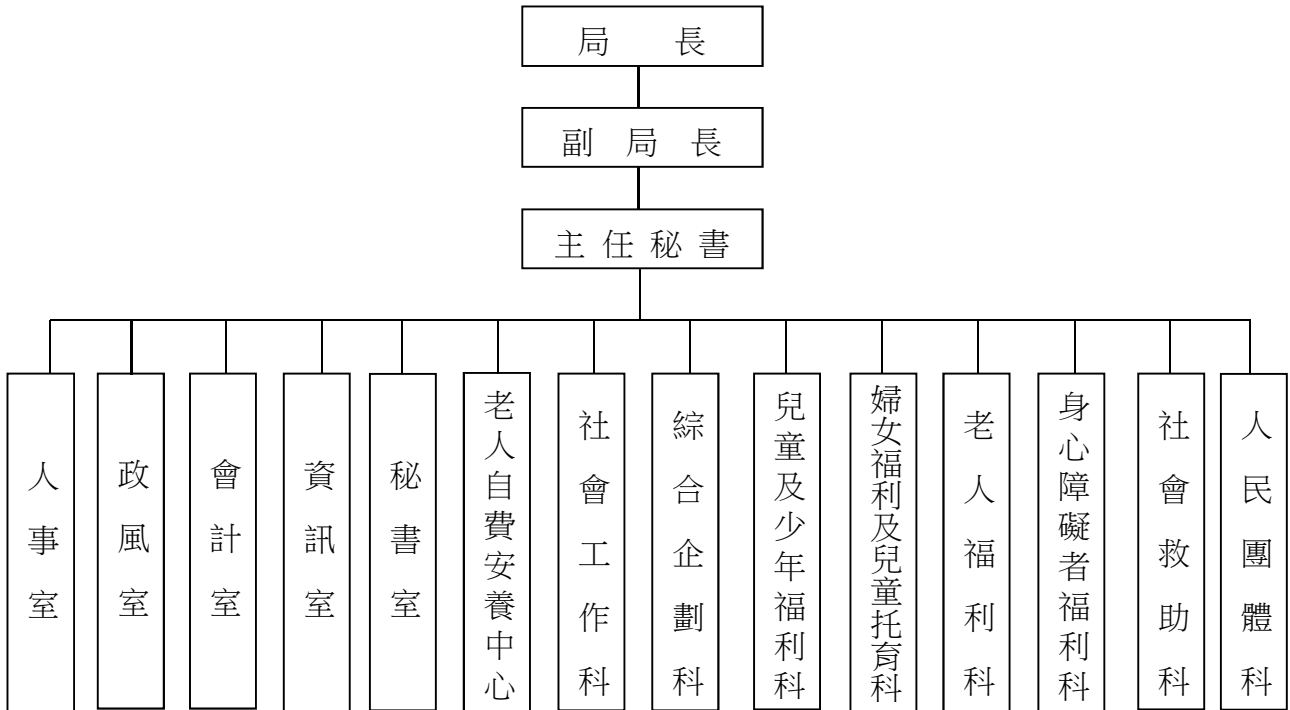 局長
副局長
主任秘書
人事室
政風室
會計室
資訊室
秘書室
老人自費安養中心
社會工作科
綜合企劃科
兒童及少年福利科
婦女福利及兒童托育科
老人福利科
身心障礙者福利科
社會救助科
人民團體科